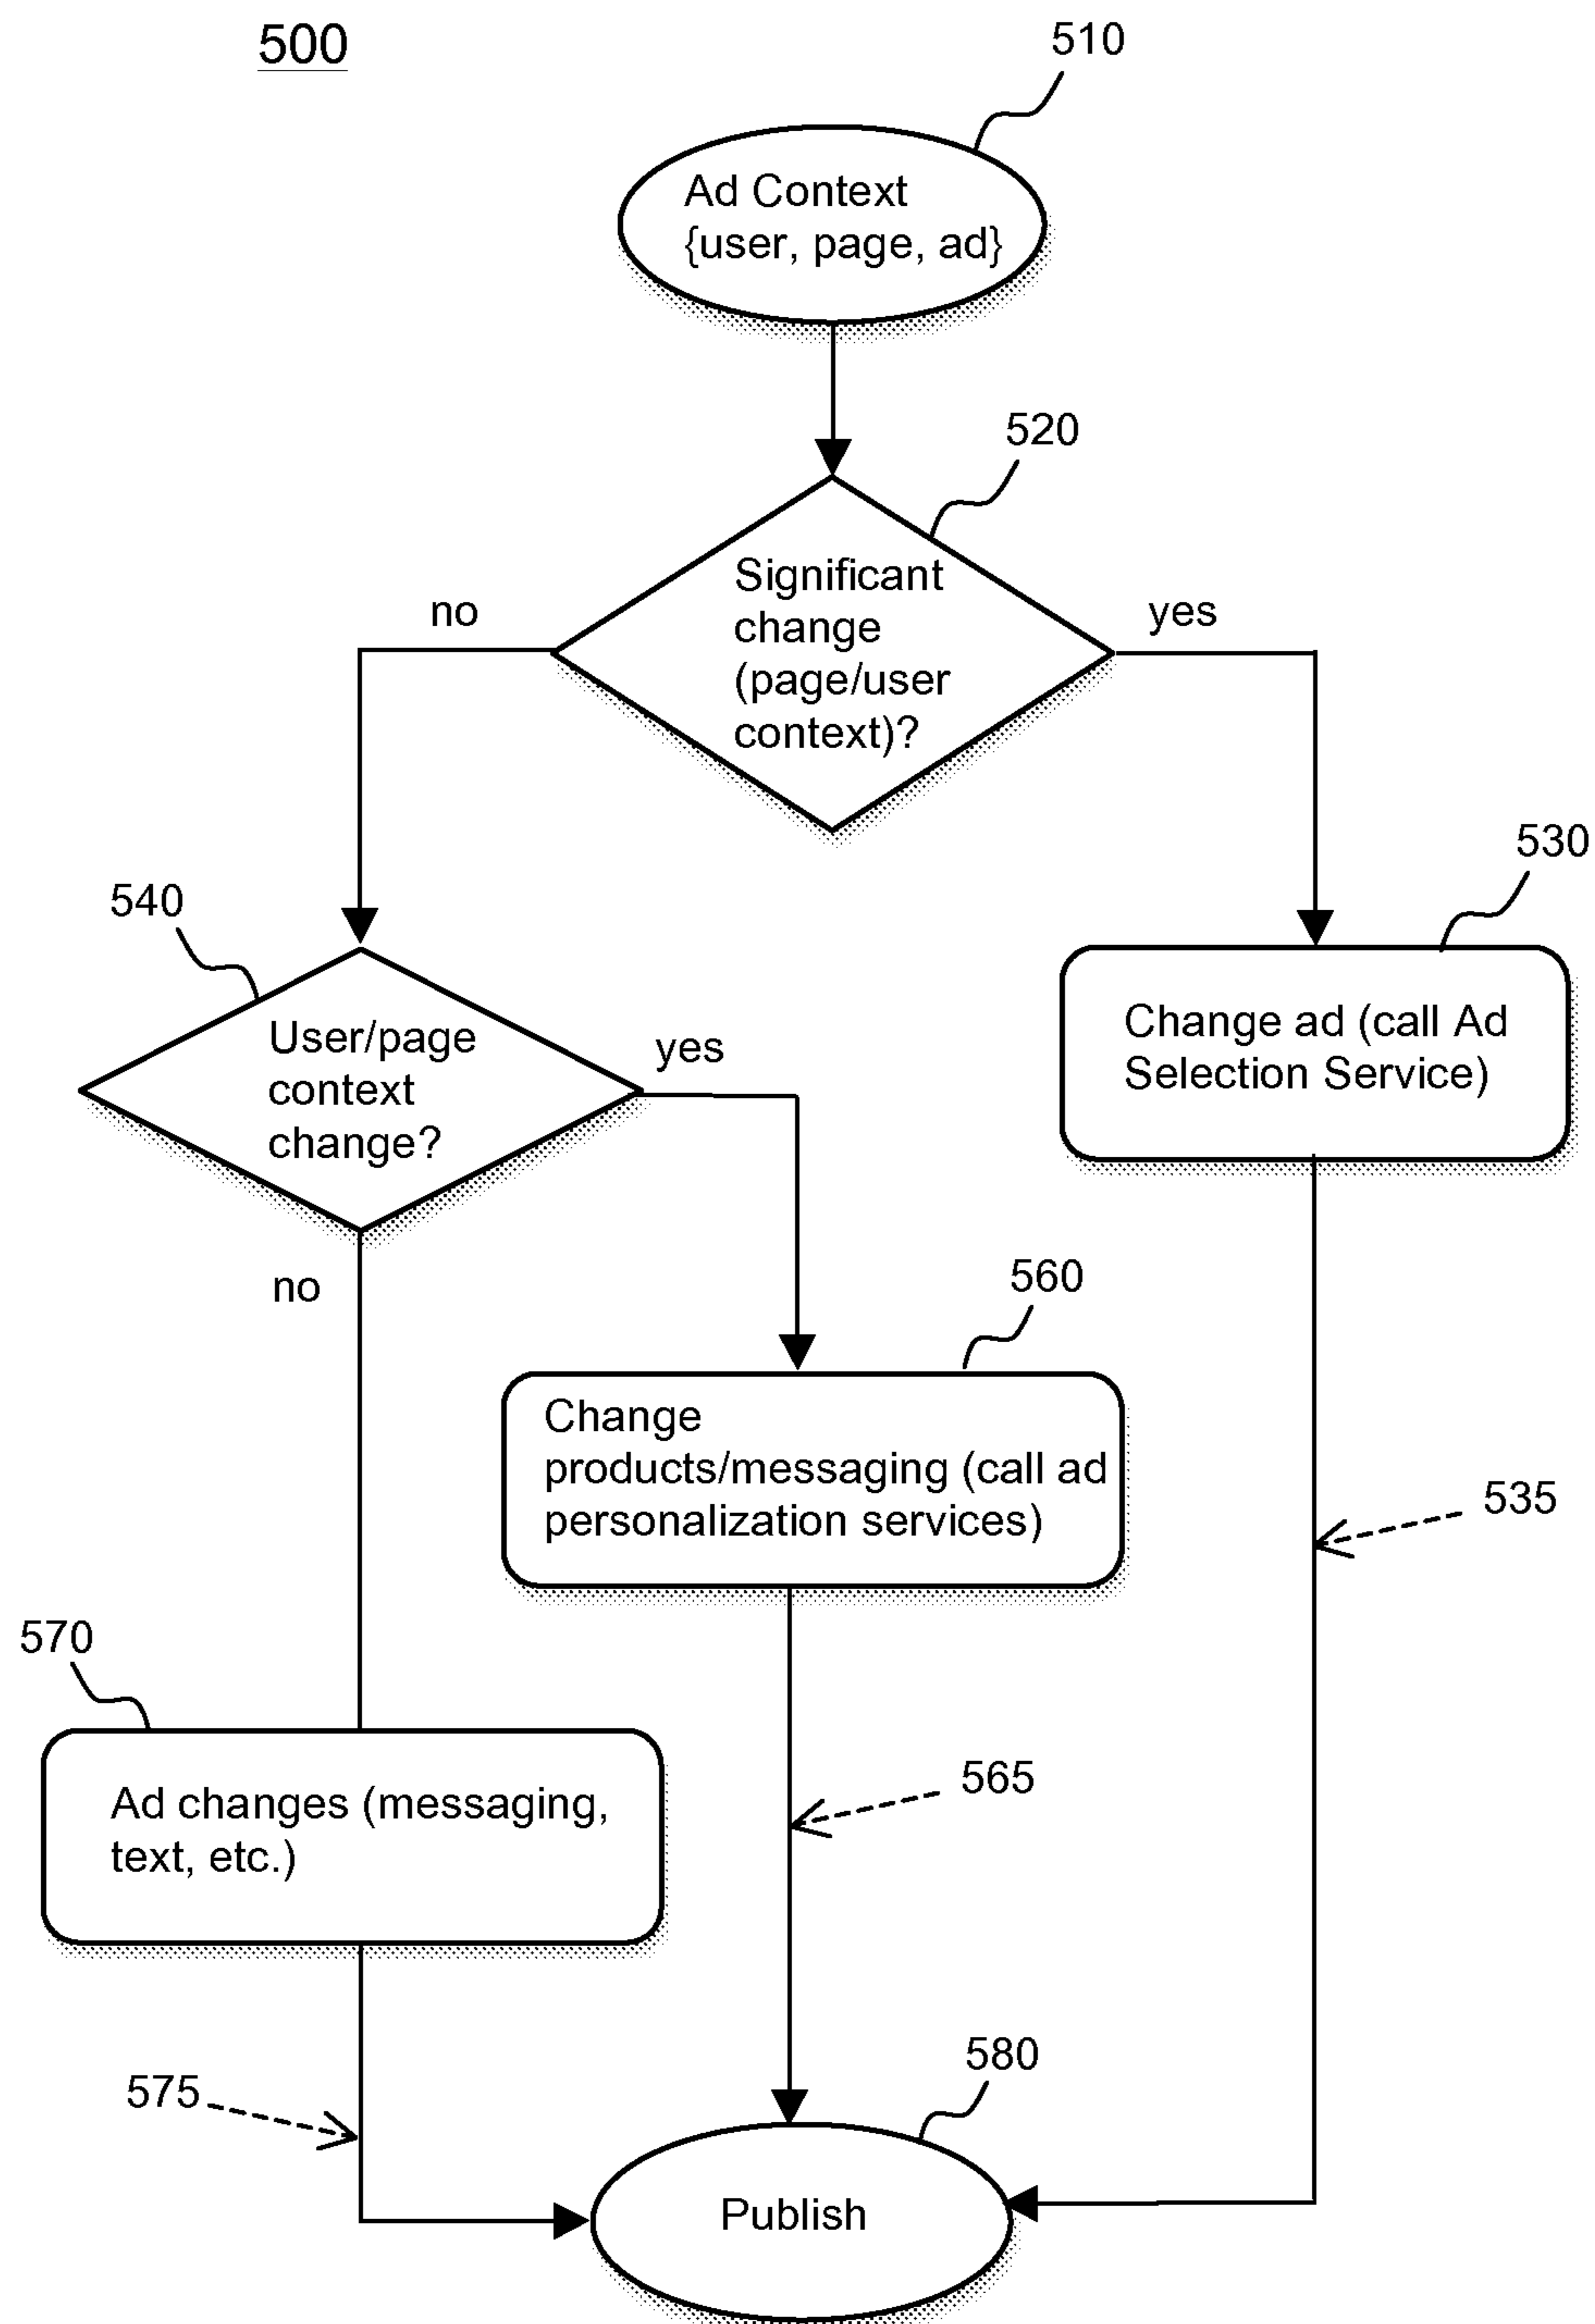 500
510
Ad Context
{user, page, ad}
520
Significant
change
(page/user
context)?
no
yes
530
Change ad (call Ad
Selection Service)
540
User/page
context
change?
yes
no
560
Change
products/messaging (call ad
personalization services)
535
570
Ad changes (messaging,
text, etc.)
565
575
580
Publish